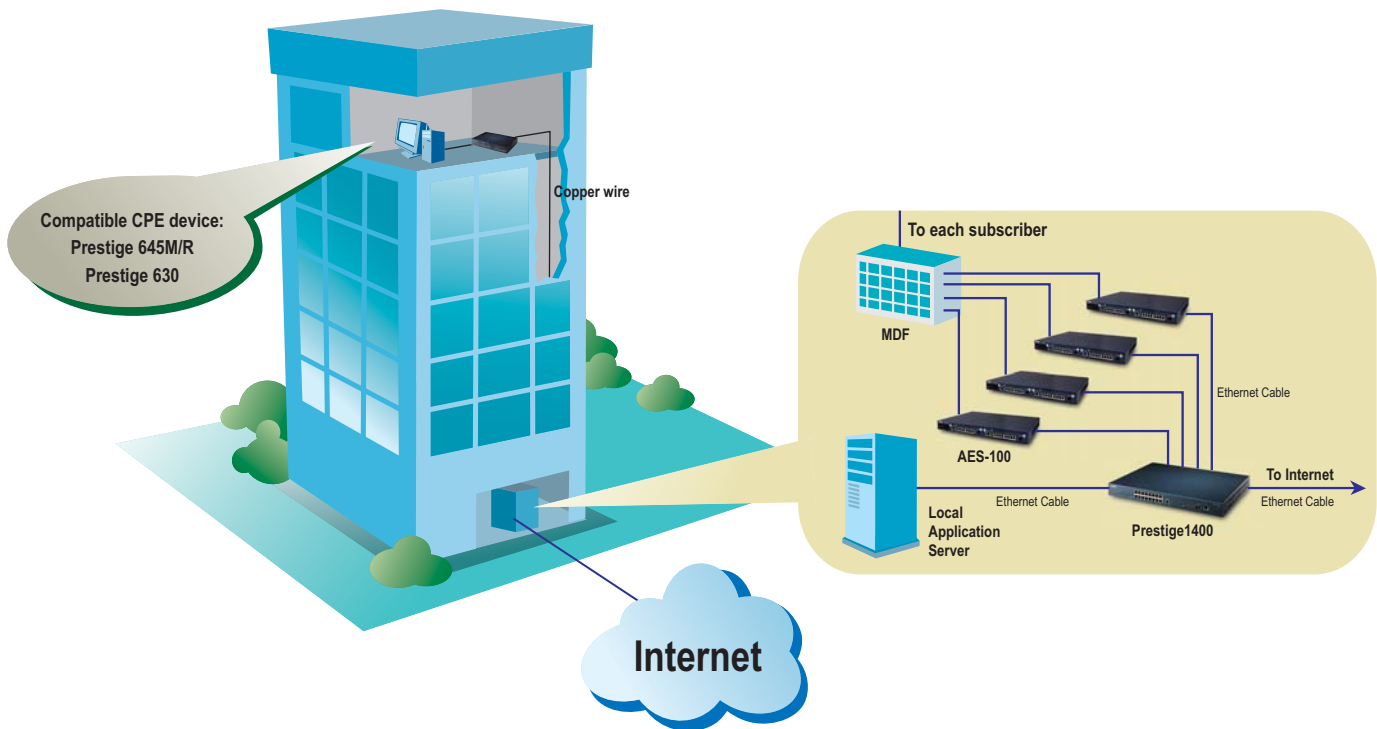 Copper wire
Compatible CPE device:
Prestige 645M/R
Prestige 630
To each subscriber
MDF
Ethernet Cable
AES-100
To Internet
Ethernet Cable
Ethernet Cable
Local
Application
Server
Prestige1400
Internet